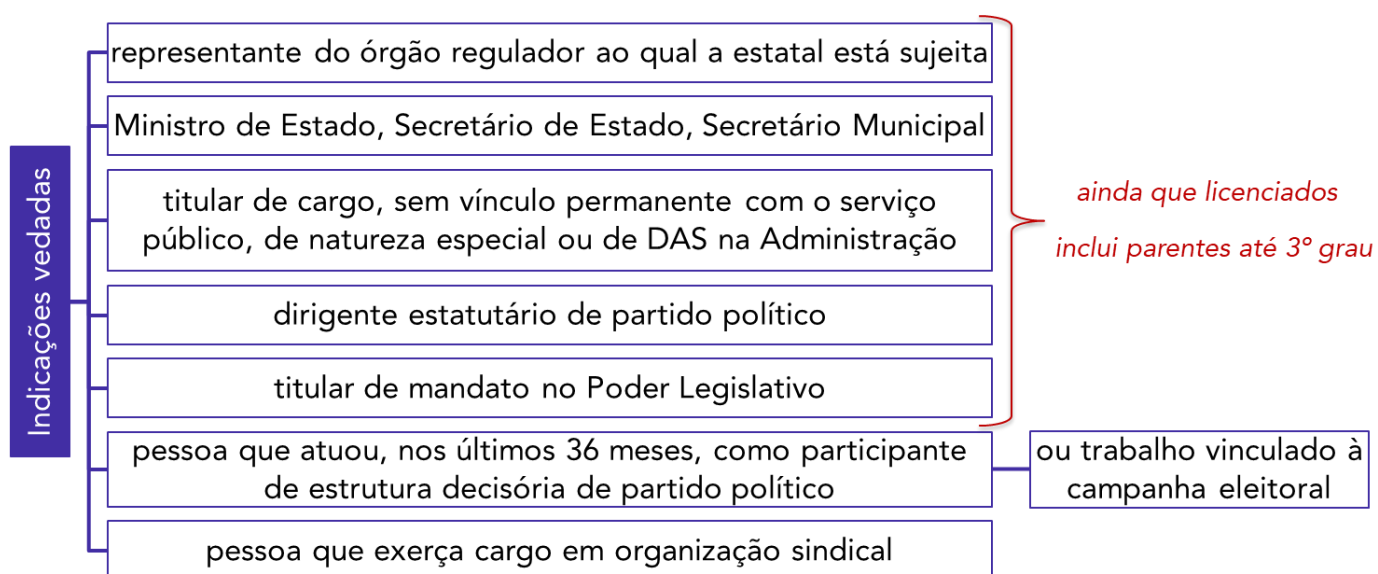 Indicações vedadas
representante do órgão regulador ao qual a estatal está sujeita
Ministro de Estado, Secretário de Estado, Secretário Municipal
titular de cargo, sem vínculo permanente com o serviço
público, de natureza especial ou de DAS na Administração
dirigente estatutário de partido político
titular de mandato no Poder Legislativo
ainda que licenciados
inclui parentes até 3º grau
pessoa que atuou, nos últimos 36 meses, como participante
de estrutura decisória de partido político
ou trabalho vinculado à
campanha eleitoral
pessoa que exerça cargo em organização sindical